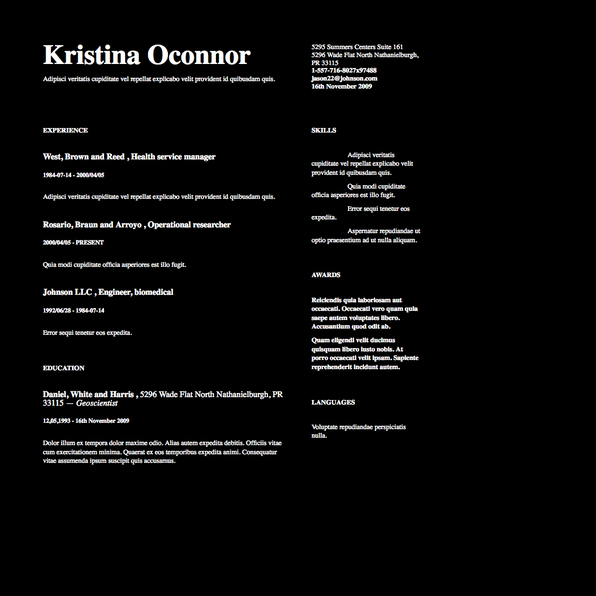 Kristina Oconnor
Adipisci veritatis cupiditate vel repellat explicabo velit provident id quibusdam quis.
5295 Summers Centers Suite 161
5296 Wade Flat North Nathanielburgh,
PR 33115
1-557-716-8027x97488
jason22@johnson.com
16th November 2009
EXPERIENCE
West, Brown and Reed , Health service manager
1984-07-14 - 2000/04/05
Adipisci veritatis cupiditate vel repellat explicabo velit provident id quibusdam quis.
Rosario, Braun and Arroyo , Operational researcher
2000/04/05 - PRESENT
Quia modi cupiditate officia asperiores est illo fugit.
Johnson LLC , Engineer, biomedical
1992/06/28 - 1984-07-14
Error sequi tenetur eos expedita.
EDUCATION
Daniel, White and Harris , 5296 Wade Flat North Nathanielburgh, PR
33115 — Geoscientist
12,05,1993 - 16th November 2009
Dolor illum ex tempora dolor maxime odio. Alias autem expedita debitis. Officiis vitae
cum exercitationem minima. Quaerat ex eos temporibus expedita animi. Consequatur
vitae assumenda ipsum suscipit quis accusamus.
SKILLS
Adipisci veritatis
cupiditate vel repellat explicabo velit
provident id quibusdam quis.
Quia modi cupiditate
officia asperiores est illo fugit.
Error sequi tenetur eos
expedita.
Aspernatur repudiandae ut
optio praesentium ad ut nulla aliquam.
AWARDS
Reiciendis quia laboriosam aut
occaecati. Occaecati vero quam quia
saepe autem voluptates libero.
Accusantium quod odit ab.
Quam eligendi velit ducimus
quisquam libero iusto nobis. At
porro occaecati velit ipsam. Sapiente
reprehenderit incidunt autem.
LANGUAGES
Voluptate repudiandae perspiciatis
nulla.